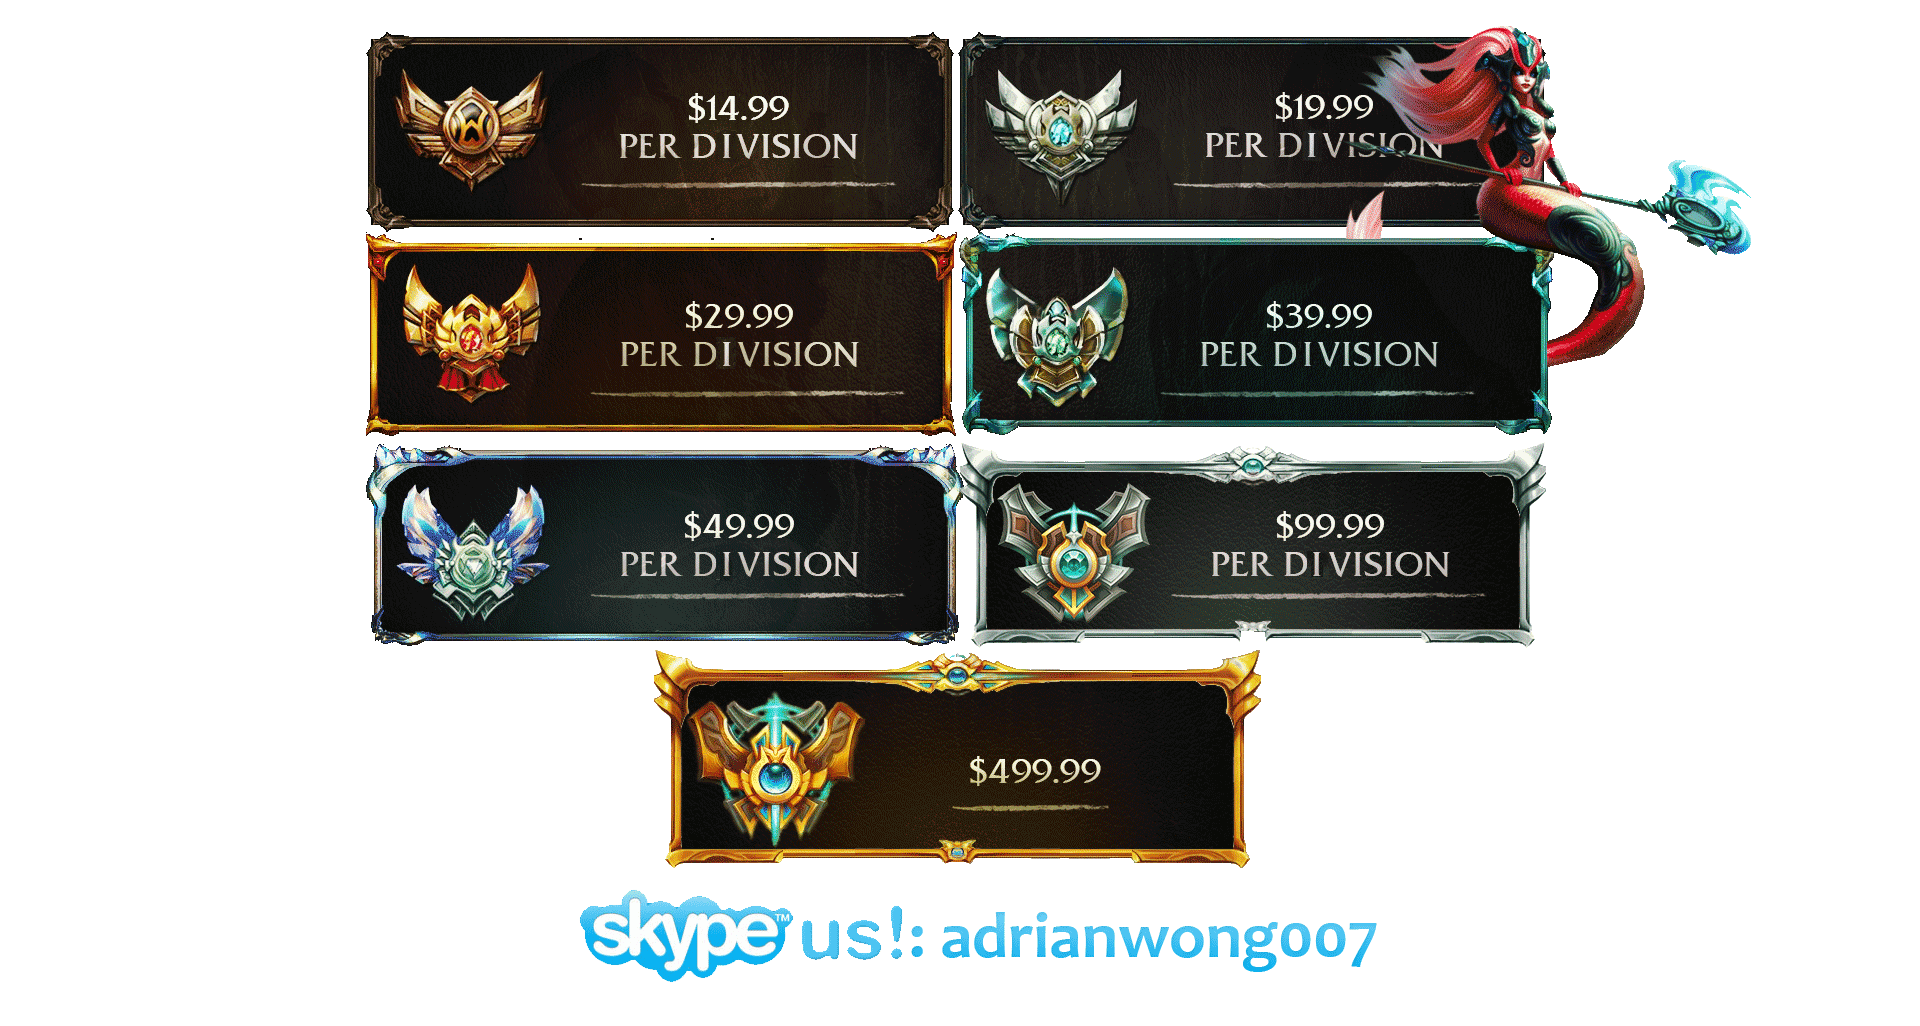 $14.99
PER DIVISION
$19.99
PER DIVISION
$29.99
PER DIVISION
$39.99
PER DIVISION
$49.99
PER DIVISION
$99.99
PER DIVISION
$499.99
skype™ us!: adrianwong007